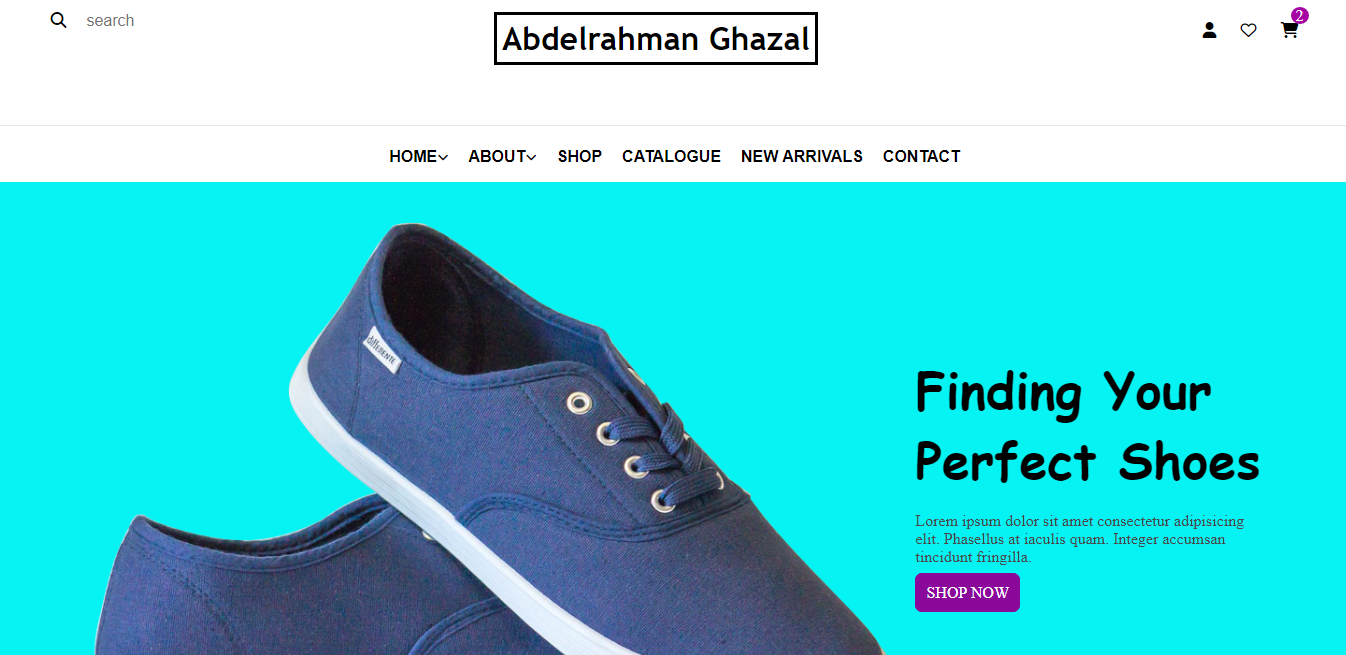 search
Abdelrahman Ghazal
2
HOME
ABOUT
SHOP
CATALOGUE
NEW ARRIVALS
CONTACT
diffeRENTE
Finding Your
Perfect Shoes
Lorem ipsum dolor sit amet consectetur adipisicing
elit. Phasellus at iaculis quam. Integer accumsan
tincidunt fringilla.
SHOP NOW